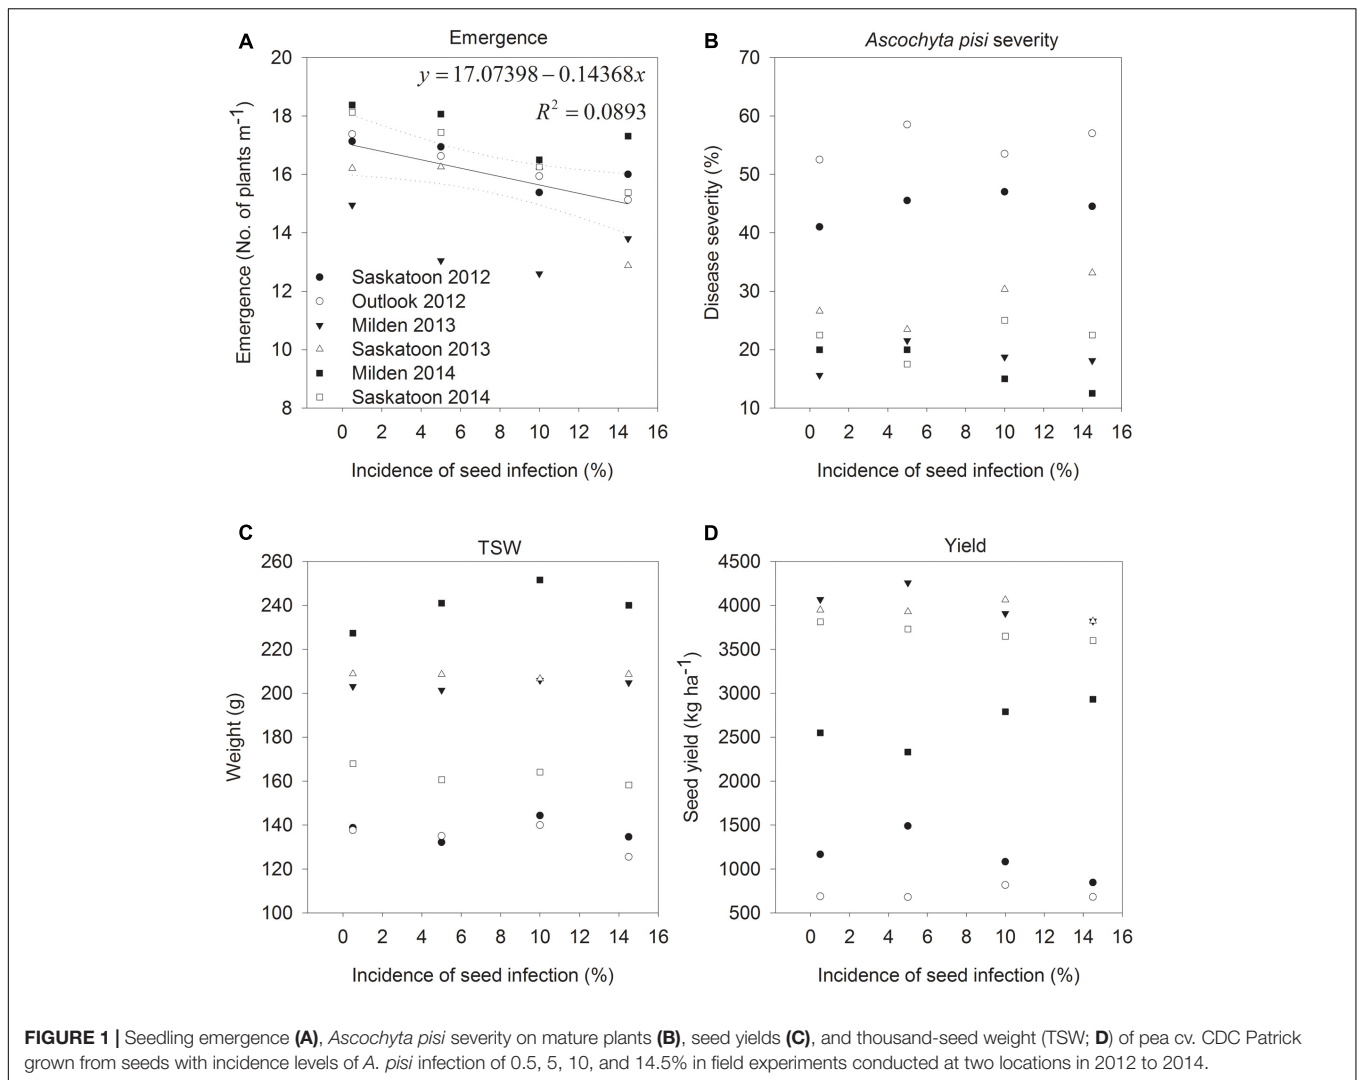 A
Emergence
y = 17.07398 − 0.14368x
R² = 0.0893
Emergence (No. of plants m⁻¹)
20
18
16
14
12
10
8
Saskatoon 2012
Outlook 2012
Milden 2013
Saskatoon 2013
Milden 2014
Saskatoon 2014
0 2 4 6 8 10 12 14 16
Incidence of seed infection (%)
B
Ascochyta pisi severity
Disease severity (%)
70
60
50
40
30
20
10
0 2 4 6 8 10 12 14 16
Incidence of seed infection (%)
C
TSW
Weight (g)
260
240
220
200
180
160
140
120
100
0 2 4 6 8 10 12 14 16
Incidence of seed infection (%)
D
Yield
Seed yield (kg ha⁻¹)
4500
4000
3500
3000
2500
2000
1500
1000
500
0 2 4 6 8 10 12 14 16
Incidence of seed infection (%)
FIGURE 1 | Seedling emergence (A), Ascochyta pisi severity on mature plants (B), seed yields (C), and thousand-seed weight (TSW; D) of pea cv. CDC Patrick
grown from seeds with incidence levels of A. pisi infection of 0.5, 5, 10, and 14.5% in field experiments conducted at two locations in 2012 to 2014.